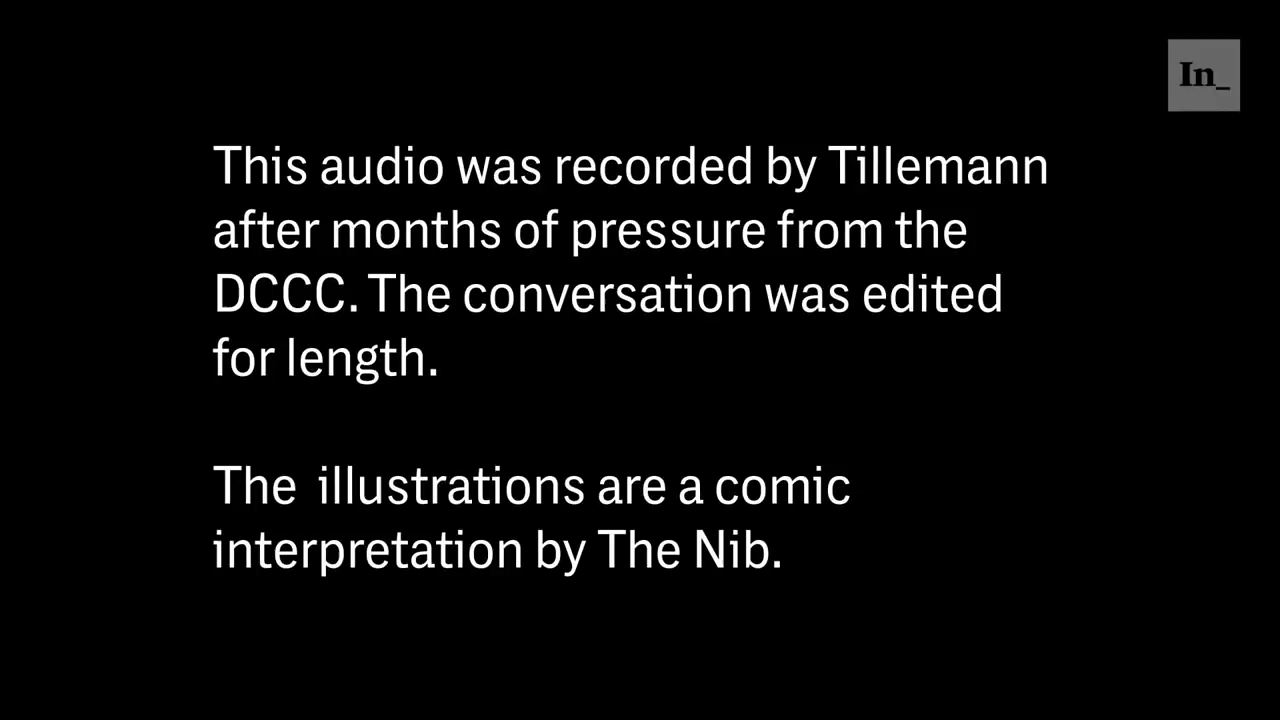 In_
This audio was recorded by Tillemann
after months of pressure from the
DCCC. The conversation was edited
for length.
The illustrations are a comic
interpretation by The Nib.